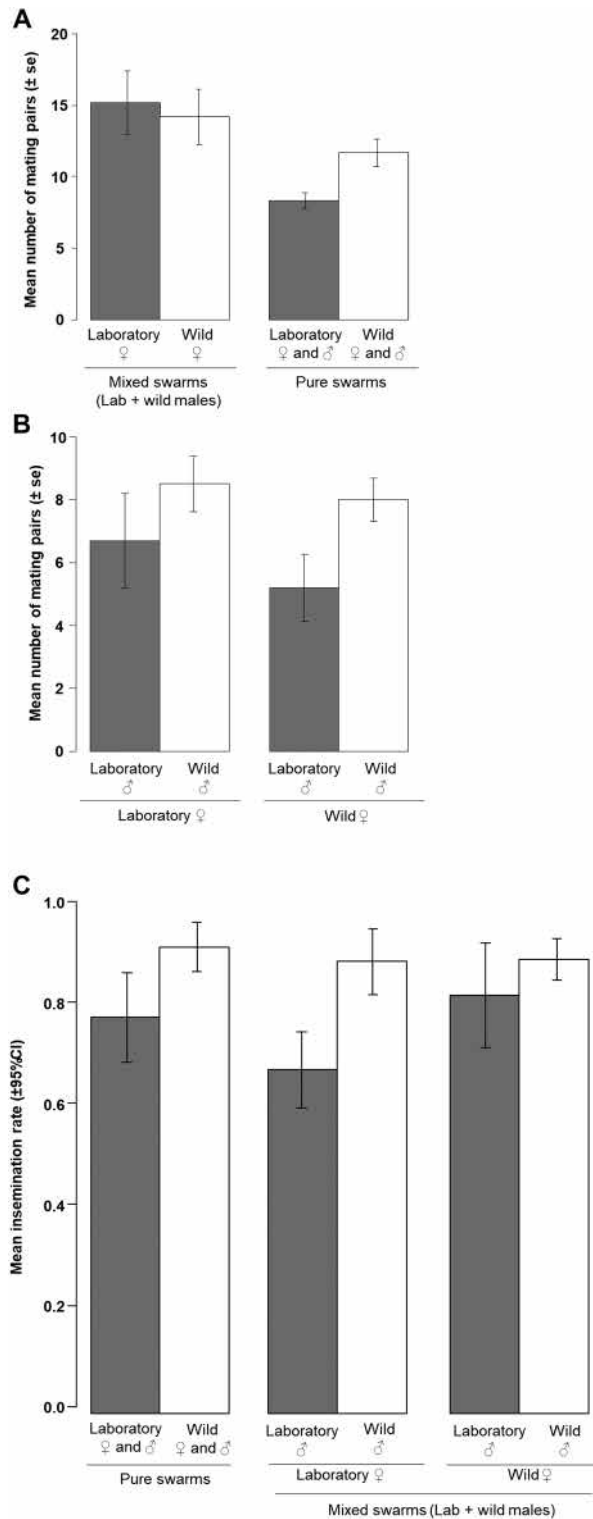 A
Mean number of mating pairs (± se)
20
15
10
5
0
Laboratory Wild Laboratory Wild
♀ ♀ ♀ and ♂ ♀ and ♂
Mixed swarms Pure swarms
(Lab + wild males)
B
Mean number of mating pairs (± se)
10
8
6
4
2
0
Laboratory Wild Laboratory Wild
♂ ♂ ♂ ♂
Laboratory ♀ Wild ♀
C
Mean insemination rate (±95%CI)
1.0
0.8
0.6
0.4
0.2
0.0
Laboratory Wild Laboratory Wild Laboratory Wild
♀ and ♂ ♀ and ♂ ♂ ♂ ♂ ♂
Pure swarms Laboratory ♀ Wild ♀
Mixed swarms (Lab + wild males)